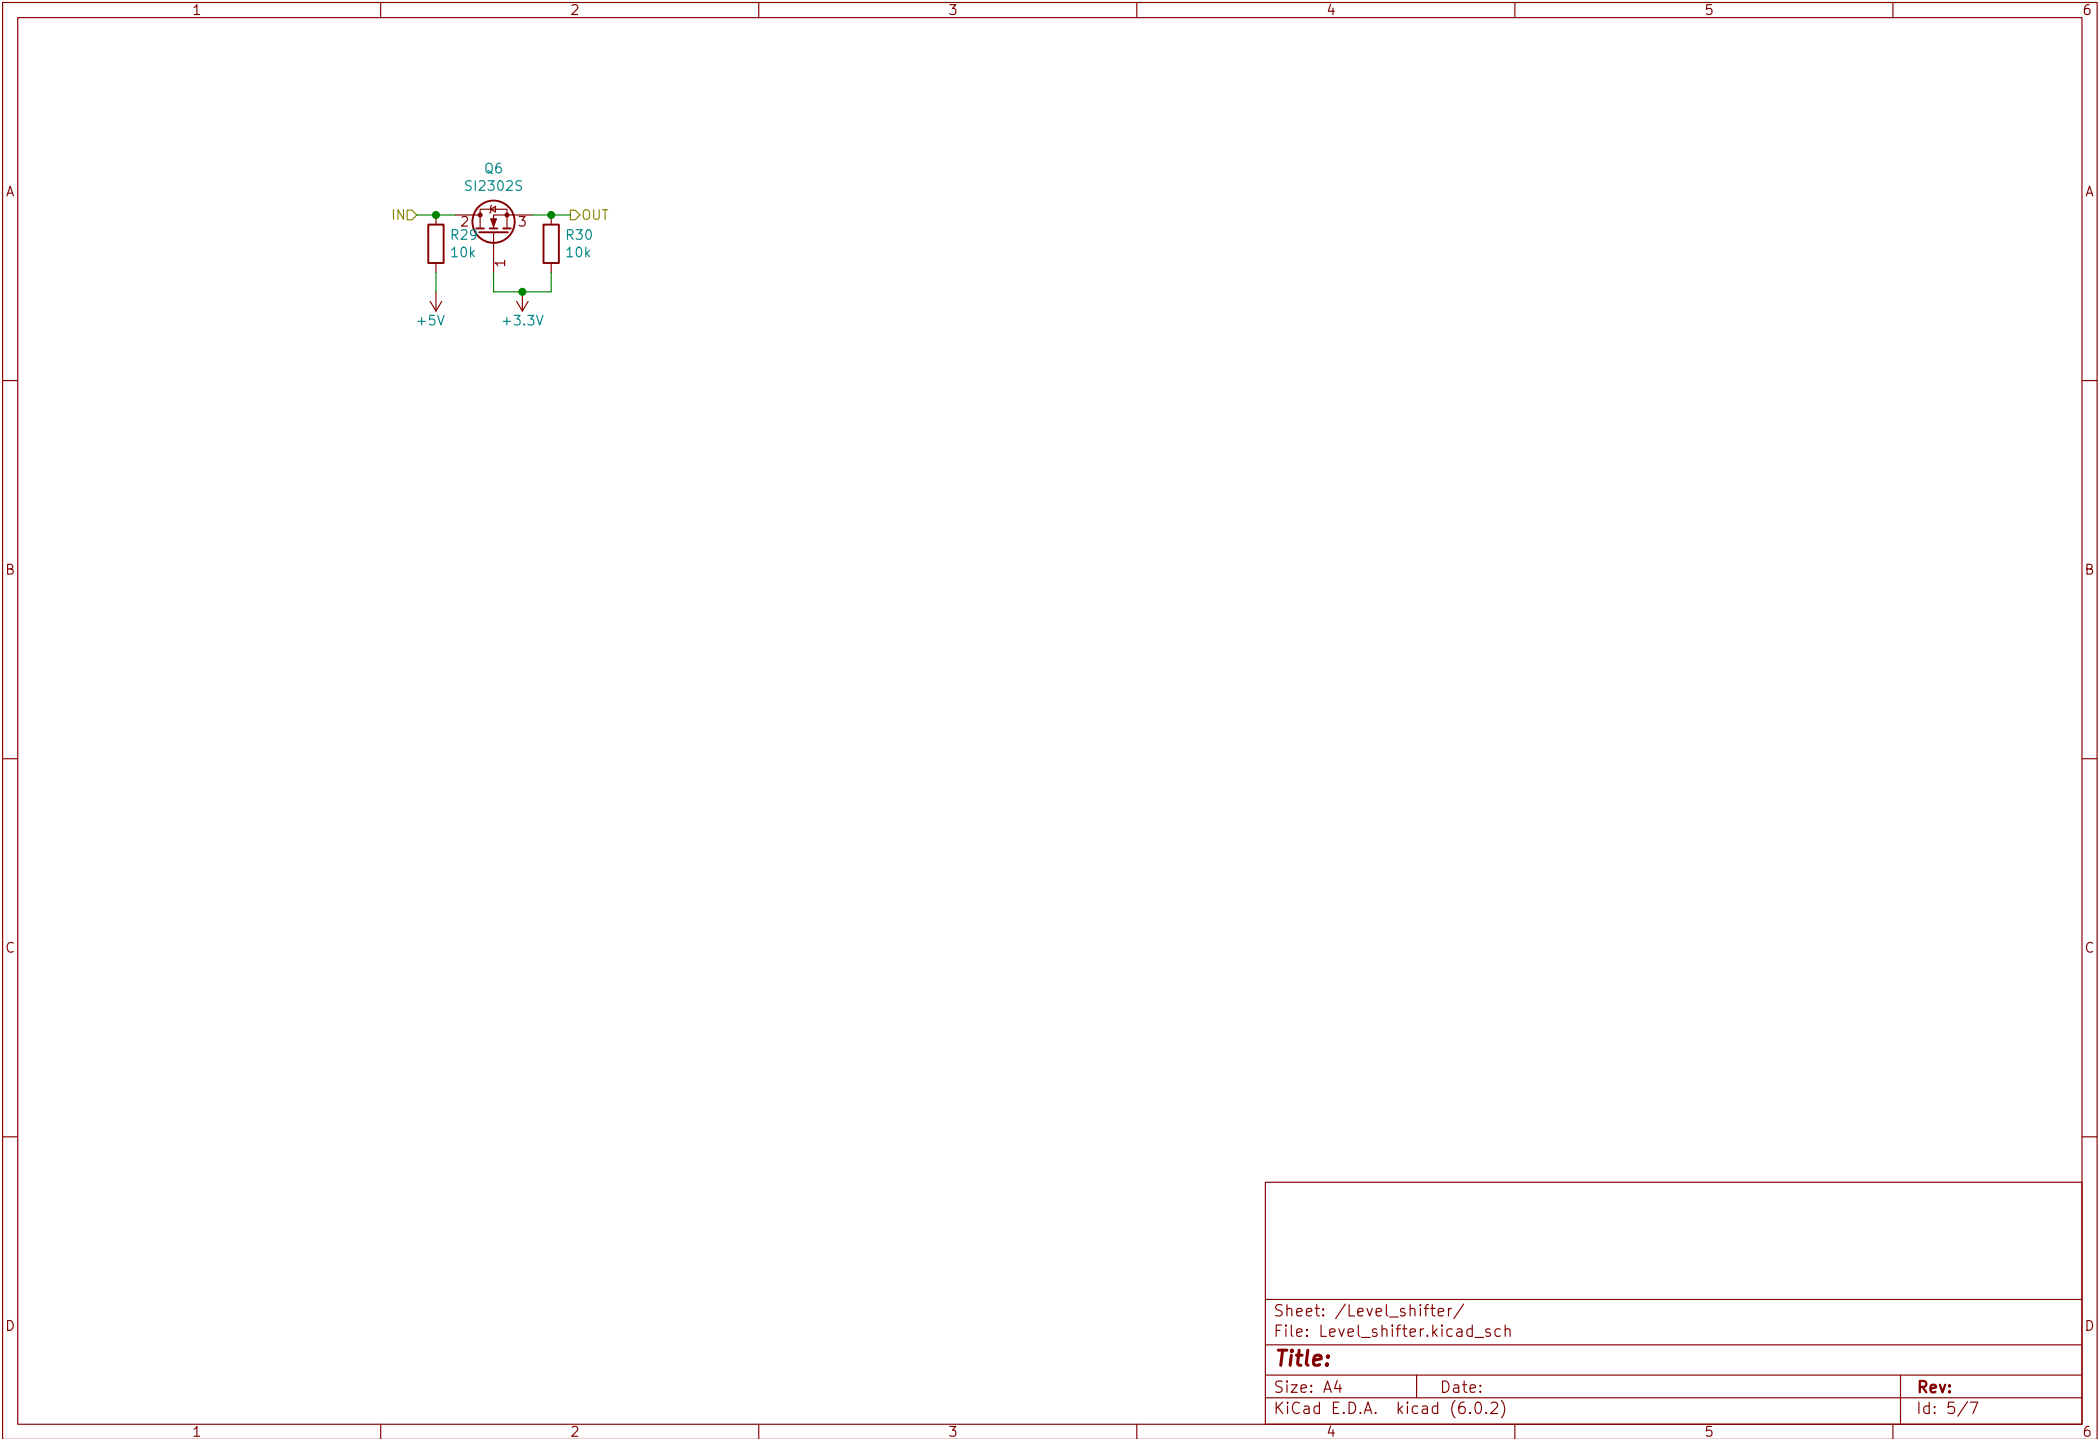 1 2 3 4 5 6
A A
Q6
SI2302S
IN 2 3 OUT
R29 R30
10k 10k
1
+5V +3.3V
B B
C C
Sheet: /Level_shifter/
File: Level_shifter.kicad_sch
D D
Title:
Size: A4 Date: Rev:
KiCad E.D.A. kicad (6.0.2) Id: 5/7
1 2 3 4 5 6